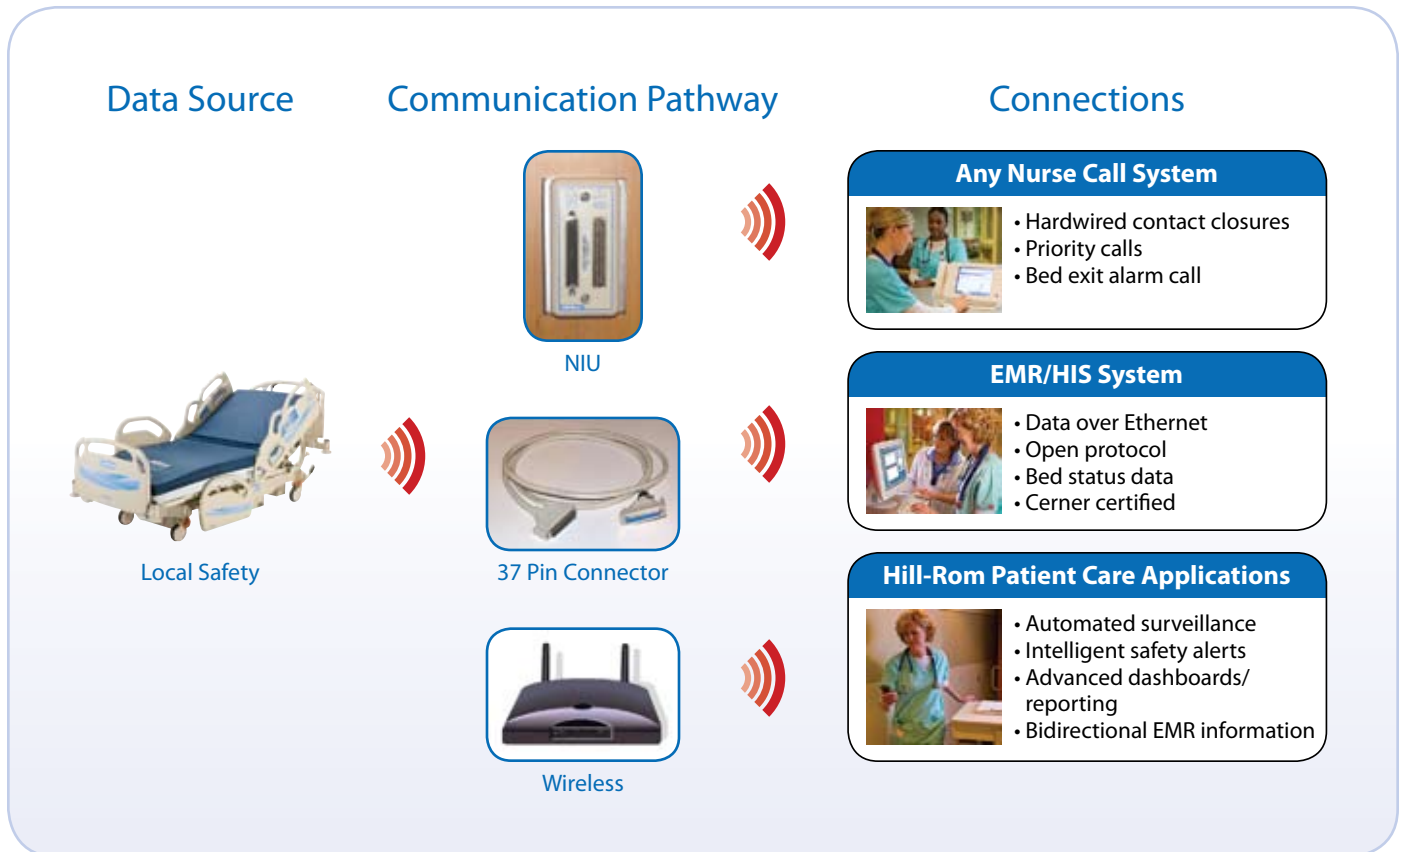 Data Source
Communication Pathway
Connections
NIU
37 Pin Connector
Wireless
Local Safety
Any Nurse Call System
• Hardwired contact closures
• Priority calls
• Bed exit alarm call
EMR/HIS System
• Data over Ethernet
• Open protocol
• Bed status data
• Cerner certified
Hill-Rom Patient Care Applications
• Automated surveillance
• Intelligent safety alerts
• Advanced dashboards/
reporting
• Bidirectional EMR information